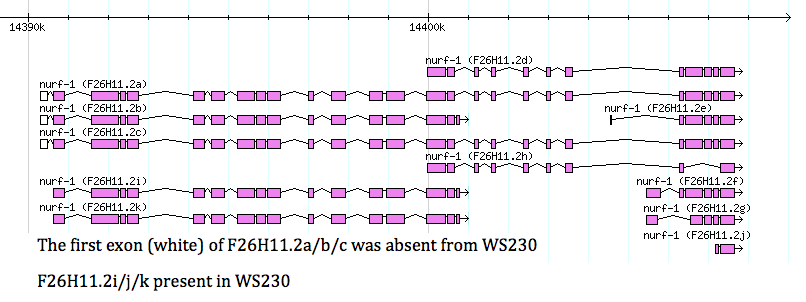 14390k 14400k
nurf-1 (F26H11.2d)
nurf-1 (F26H11.2a)
nurf-1 (F26H11.2b) nurf-1 (F26H11.2e)
nurf-1 (F26H11.2c)
nurf-1 (F26H11.2h)
nurf-1 (F26H11.2i) nurf-1 (F26H11.2f)
nurf-1 (F26H11.2k) nurf-1 (F26H11.2g)
nurf-1 (F26H11.2j)
The first exon (white) of F26H11.2a/b/c was absent from WS230
F26H11.2i/j/k present in WS230